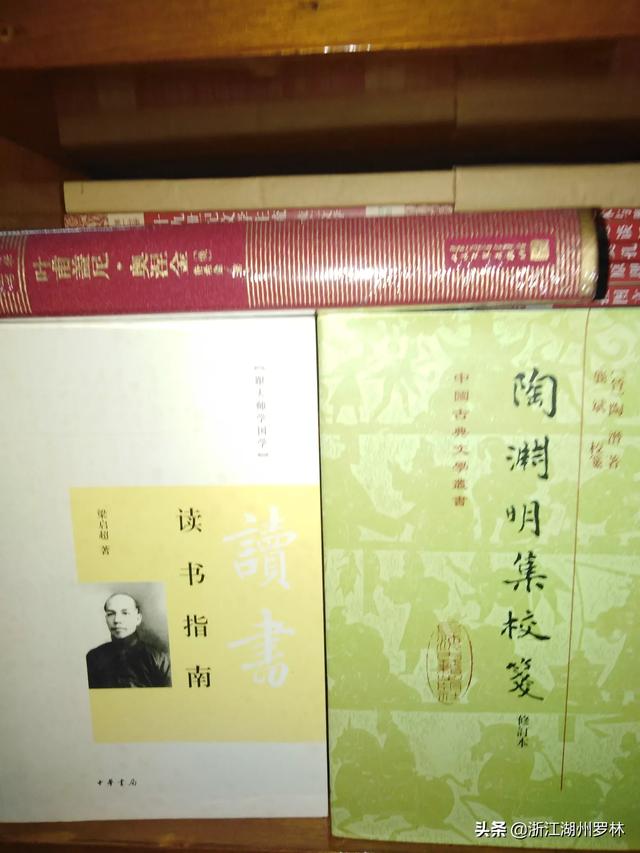 叶甫盖尼·奥涅金
【跟大师学国学】
讀書
读书指南
梁启超 著
中华書局
〔晉〕陶潛 著
龔斌 校箋
陶淵明集校箋
修訂本
中國古典文學叢書
头条 @浙江湖州罗林